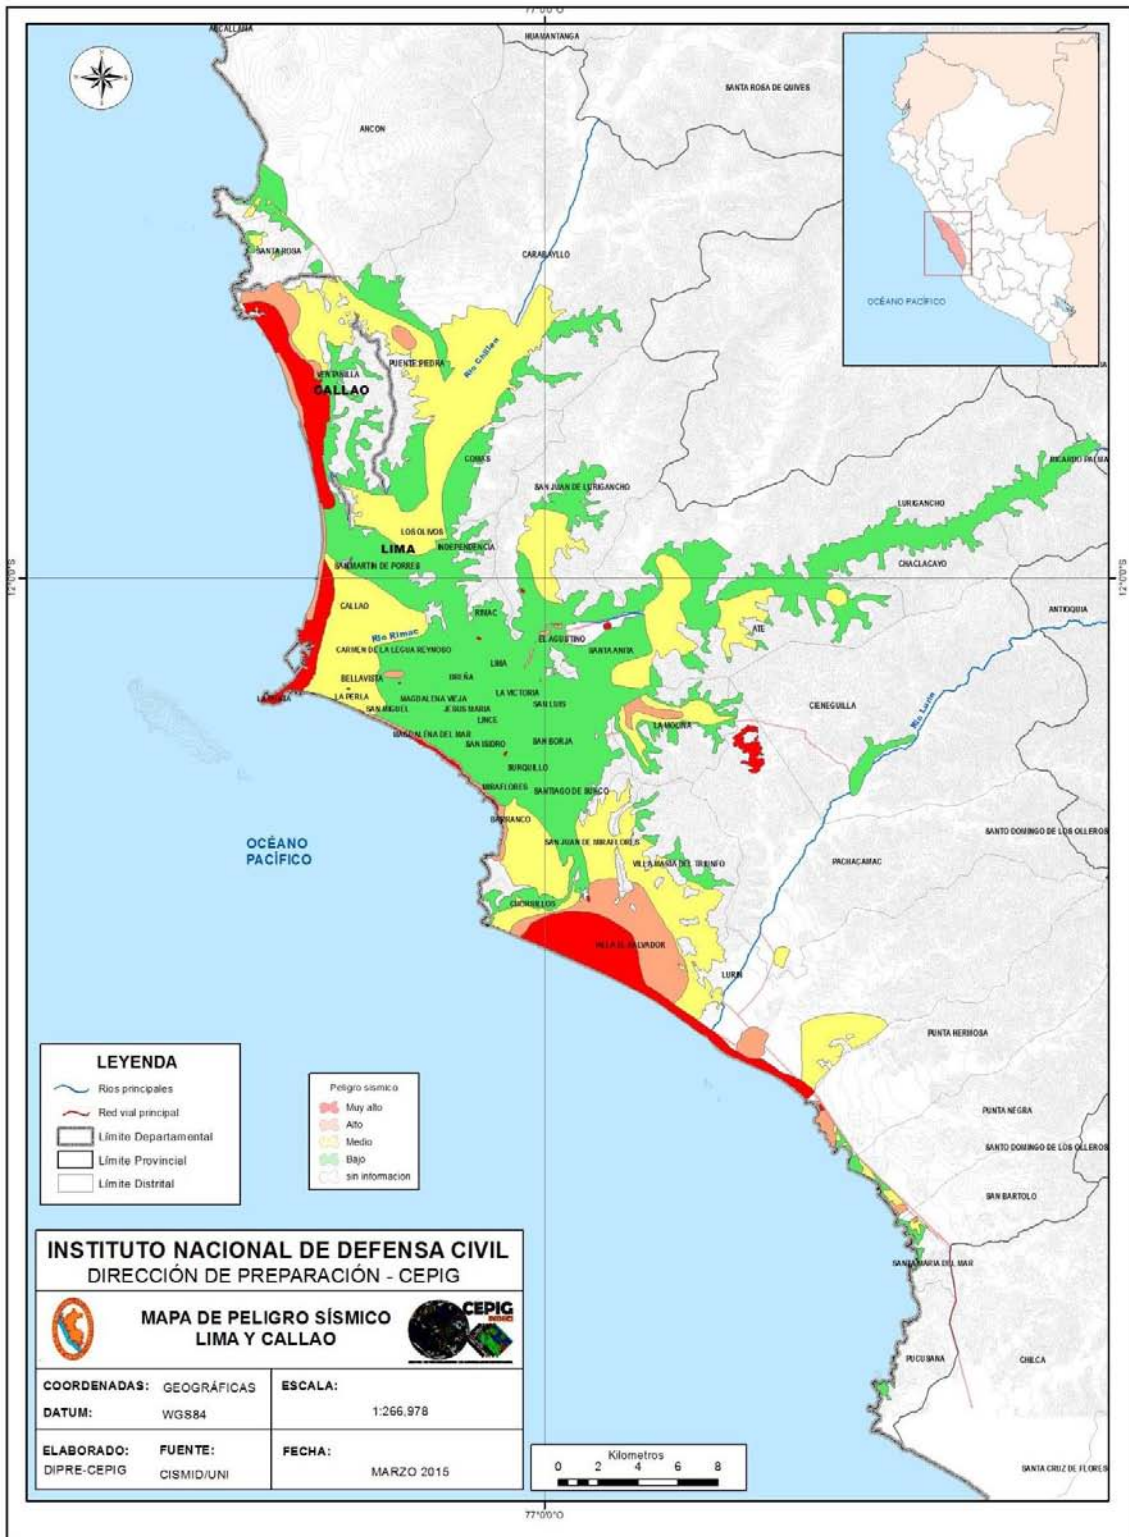 77°0'0"O
ANCALLAMA
HUAMANTANGA
SANTA ROSA DE QUIVES
ANCON
SANTA ROSA
CARABAYLLO
OCÉANO PACÍFICO
PUENTE PIEDRA
Río Chillón
VENTANILLA
CALLAO
COMAS
RICARDO PALMA
SAN JUAN DE LURIGANCHO
LURIGANCHO
LOS OLIVOS
LIMA
INDEPENDENCIA
SAN MARTIN DE PORRES
CHACLACAYO
12°0'0"S
12°0'0"S
CALLAO
RIMAC
ANTIOQUIA
Río Rimac
EL AGUSTINO
ATE
CARMEN DE LA LEGUA REYNOSO
SANTA ANITA
LIMA
BELLAVISTA
BREÑA
LA PUNTA
LA PERLA
MAGDALENA VIEJA
LA VICTORIA
SAN MIGUEL
JESUS MARIA
SAN LUIS
CIENEGUILLA
Río Lurín
LINCE
LA MOLINA
MAGDALENA DEL MAR
SAN ISIDRO
SAN BORJA
SURQUILLO
MIRAFLORES
SANTIAGO DE SURCO
BARRANCO
SANTO DOMINGO DE LOS OLLEROS
OCÉANO
PACÍFICO
SAN JUAN DE MIRAFLORES
VILLA MARIA DEL TRIUNFO
PACHACAMAC
CHORRILLOS
VILLA EL SALVADOR
LURIN
PUNTA HERMOSA
PUNTA NEGRA
SANTO DOMINGO DE LOS OLLEROS
SAN BARTOLO
SANTA MARIA DEL MAR
PUCUSANA
CHILCA
SANTA CRUZ DE FLORES
LEYENDA
Rios principales
Red vial principal
Límite Departamental
Límite Provincial
Límite Distrital
Peligro sismico
Muy alto
Alto
Medio
Bajo
sin informacion
INSTITUTO NACIONAL DE DEFENSA CIVIL
DIRECCIÓN DE PREPARACIÓN - CEPIG
MAPA DE PELIGRO SÍSMICO
LIMA Y CALLAO
CEPIG
INDECI
COORDENADAS: GEOGRÁFICAS
DATUM: WGS84
ESCALA:
1:266,978
ELABORADO:
DIPRE-CEPIG
FUENTE:
CISMID/UNI
FECHA:
MARZO 2015
Kilometros
0 2 4 6 8
77°0'0"O